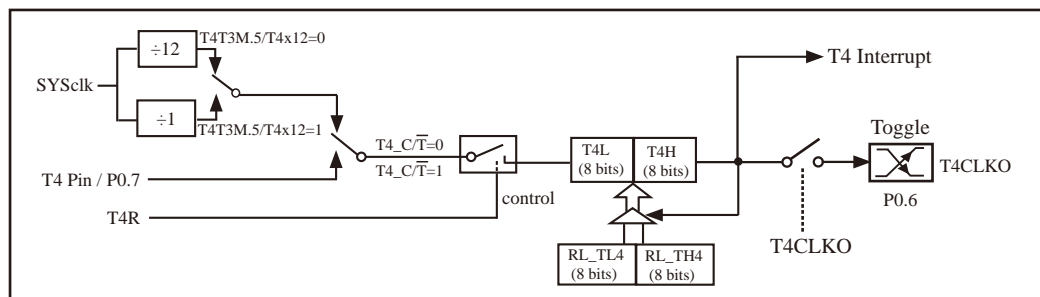 T4T3M.5/T4x12=0
÷12
SYSclk
÷1
T4T3M.5/T4x12=1
T4 Interrupt
Toggle
T4_C/T̅=0
T4_C/T̅=1
T4L
(8 bits)
T4H
(8 bits)
T4CLKO
P0.6
T4 Pin / P0.7
control
T4R
T4CLKO
RL_TL4
(8 bits)
RL_TH4
(8 bits)